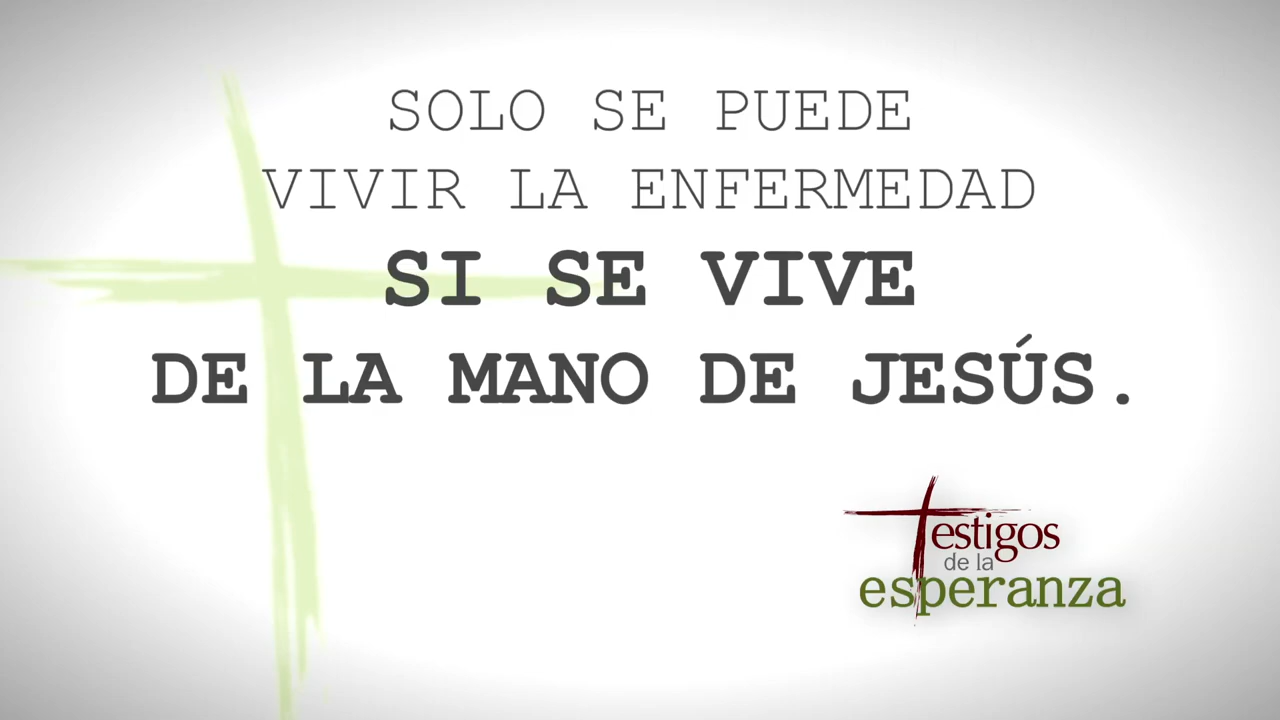 SOLO SE PUEDE
VIVIR LA ENFERMEDAD
SI SE VIVE
DE LA MANO DE JESÚS.
testigos
de la
esperanza